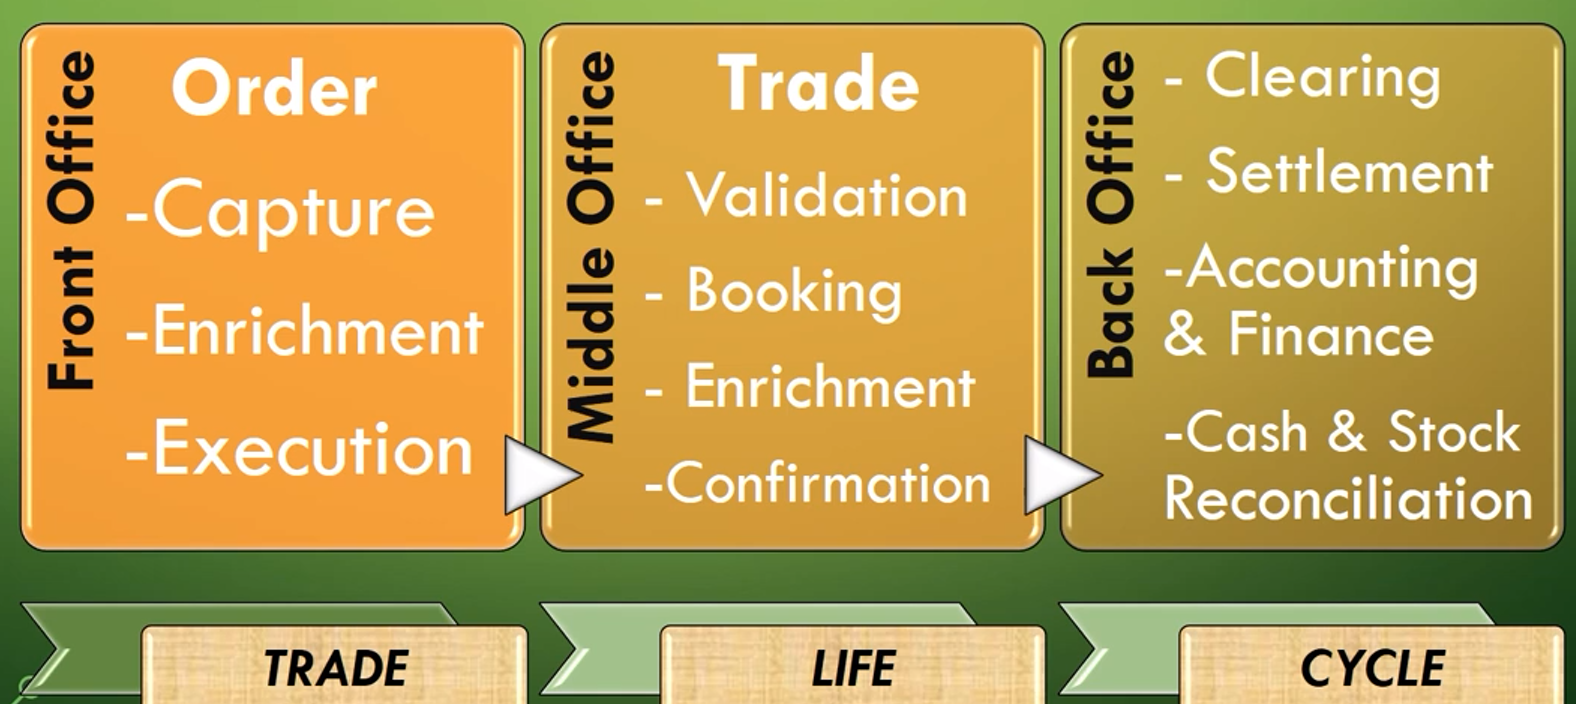 Front Office
Order
-Capture
-Enrichment
-Execution
Middle Office
Trade
- Validation
- Booking
- Enrichment
-Confirmation
Back Office
- Clearing
- Settlement
-Accounting
& Finance
-Cash & Stock
Reconciliation
TRADE
LIFE
CYCLE